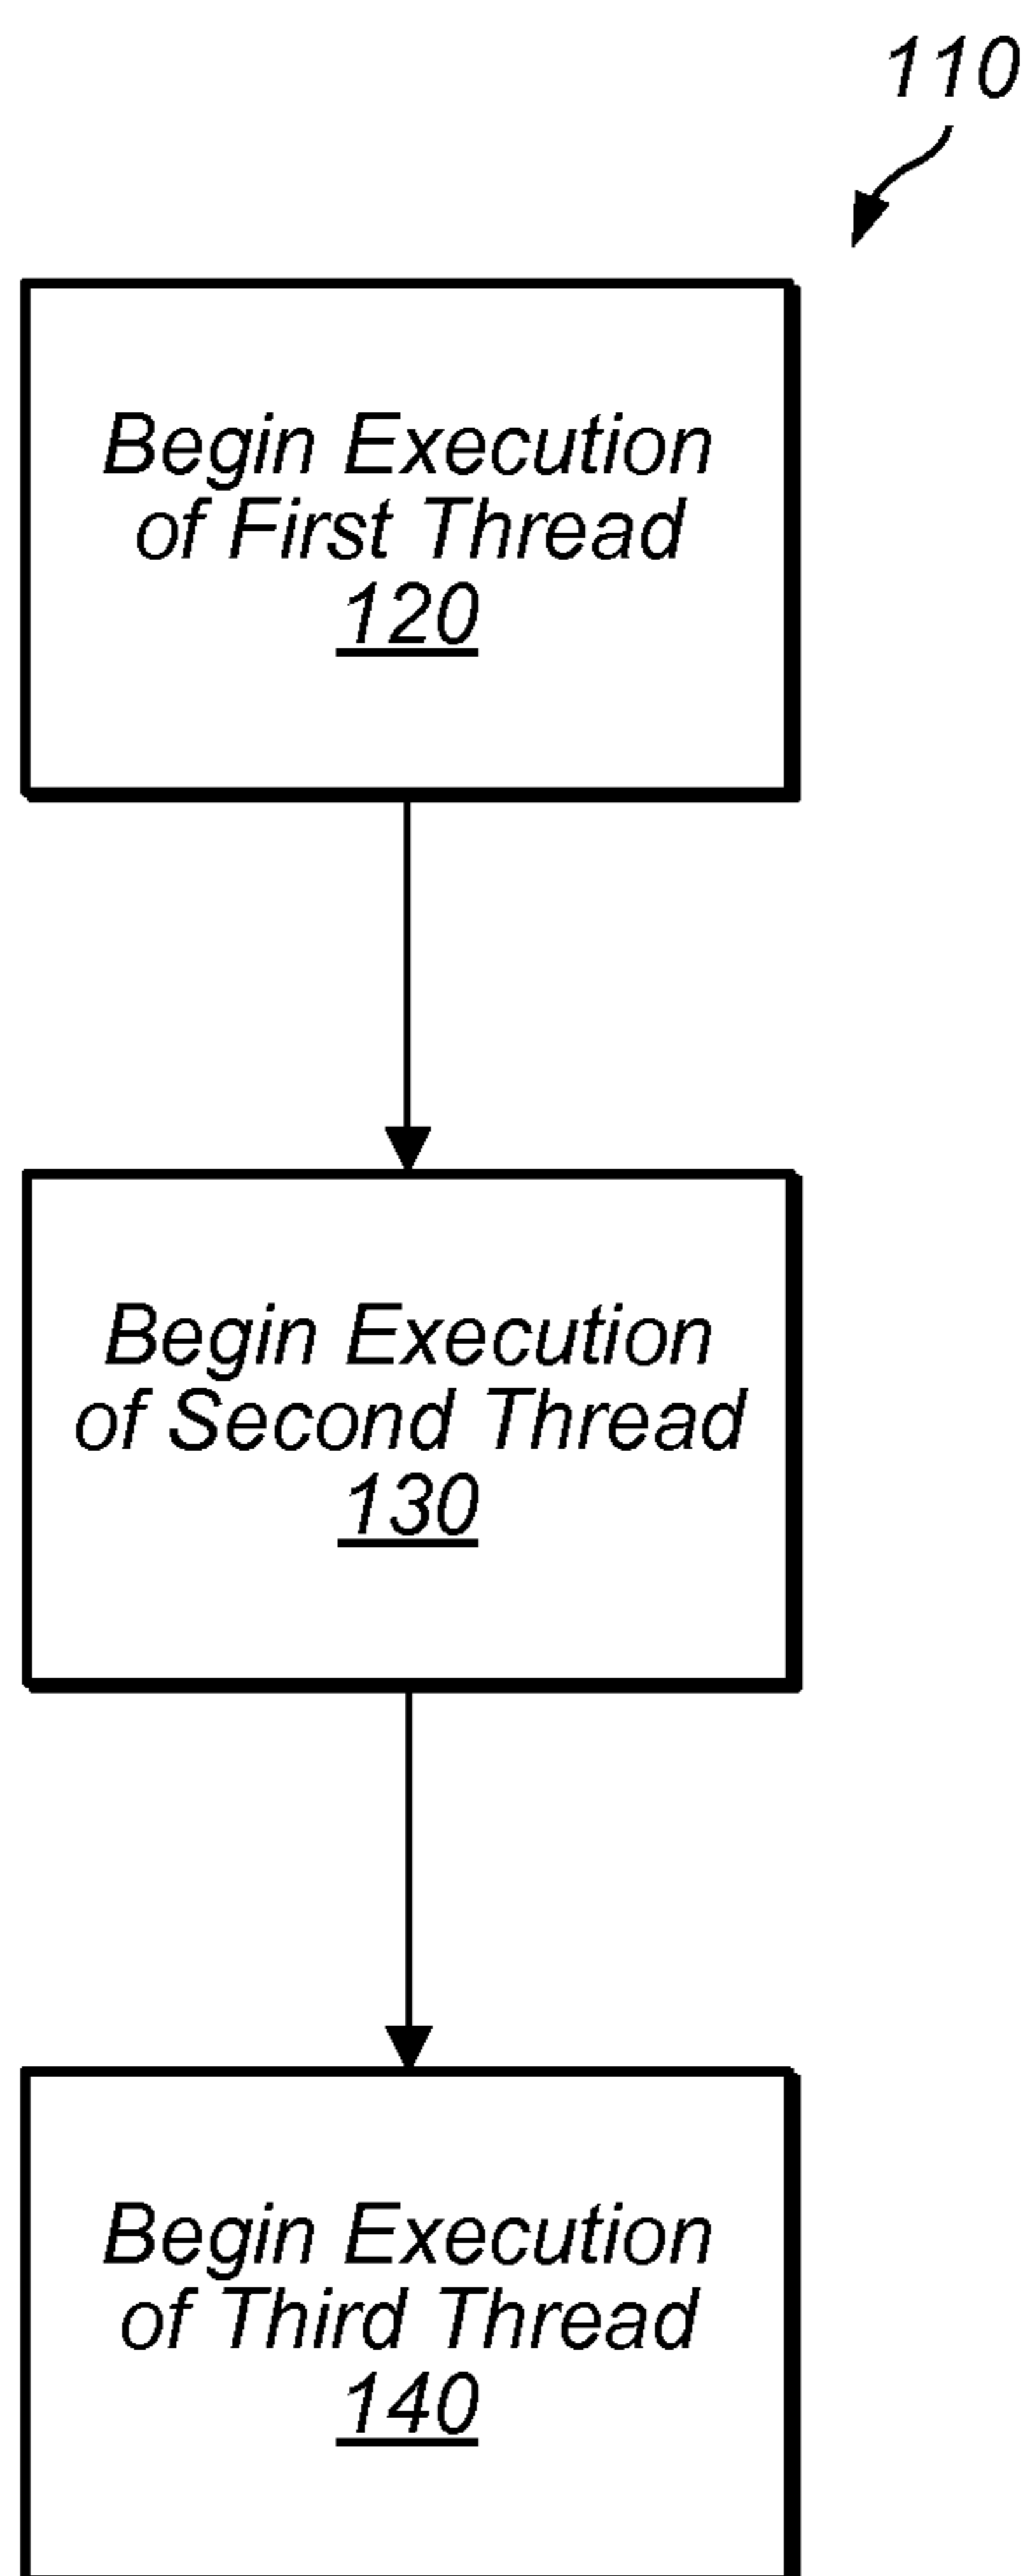 110
Begin Execution
of First Thread
120
Begin Execution
of Second Thread
130
Begin Execution
of Third Thread
140